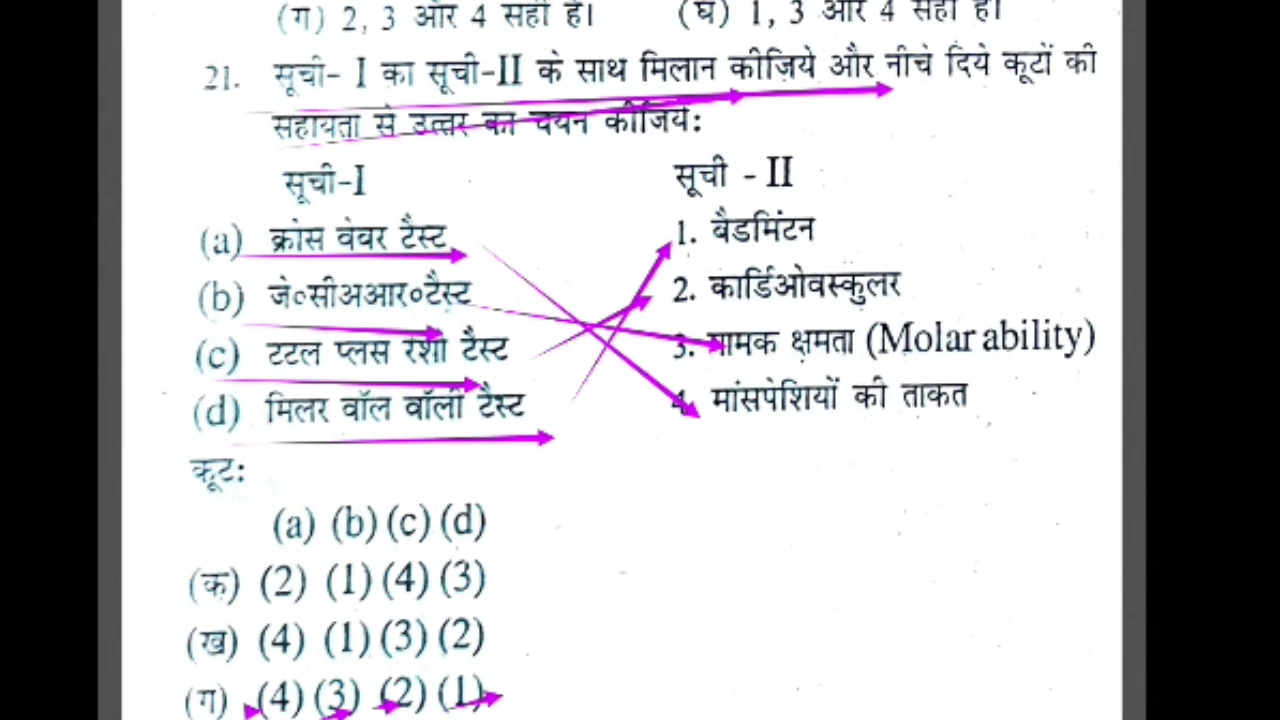 (ग) 2, 3 और 4 सही हैं।
(घ) 1, 3 और 4 सही हैं।
21. सूची- I का सूची-II के साथ मिलान कीजिये और नीचे दिये कूटों की
सहायता से उत्तर का चयन कीजिये:
सूची-I
सूची - II
(a) क्रोस वेवर टैस्ट
1. बैडमिंटन
(b) जे०सीअआर०टैस्ट
2. कार्डिओवस्कुलर
(c) टटल प्लस रेशो टैस्ट
3. गामक क्षमता (Molar ability)
(d) मिलर वॉल वॉली टैस्ट
4. मांसपेशियों की ताकत
कूट:
(a) (b) (c) (d)
(क) (2) (1) (4) (3)
(ख) (4) (1) (3) (2)
(ग) (4) (3) (2) (1)